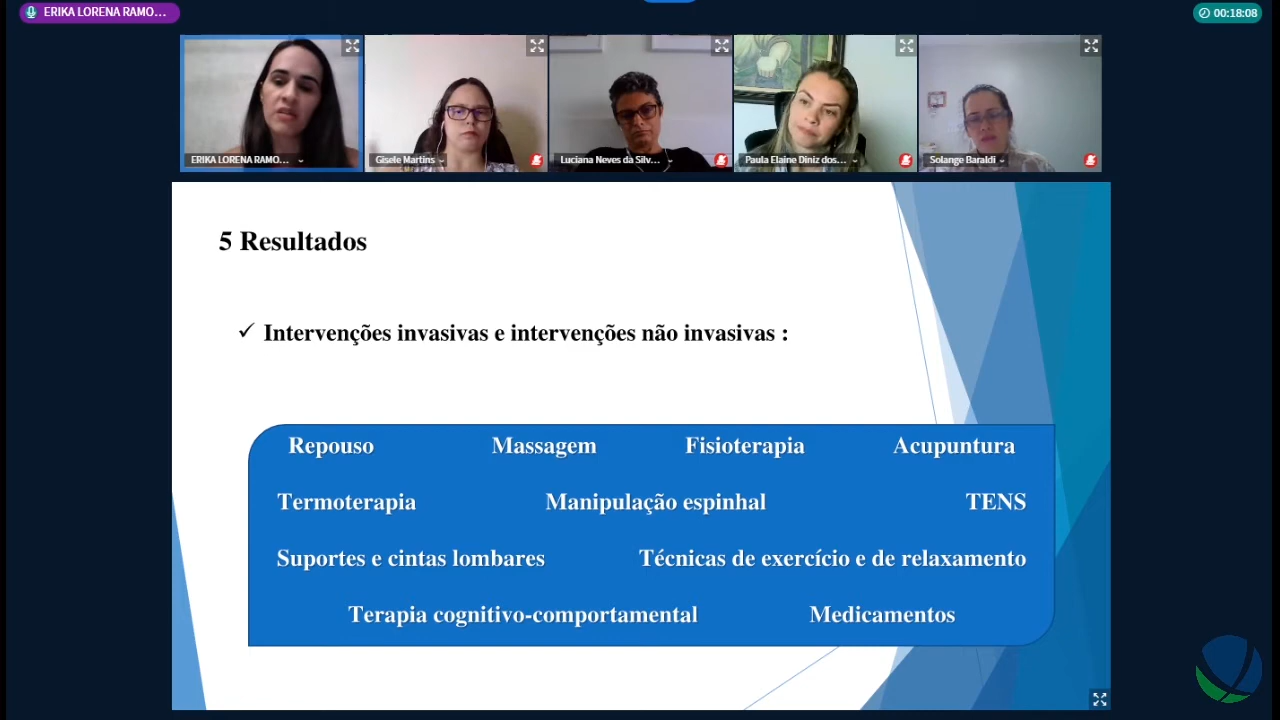 ERIKA LORENA RAMO...
00:18:08
ERIKA LORENA RAMO...
Gisele Martins
Luciana Neves da Silv...
Paula Elaine Diniz dos...
Solange Baraldi
5 Resultados
✓ Intervenções invasivas e intervenções não invasivas :
Repouso Massagem Fisioterapia Acupuntura
Termoterapia Manipulação espinhal TENS
Suportes e cintas lombares Técnicas de exercício e de relaxamento
Terapia cognitivo-comportamental Medicamentos